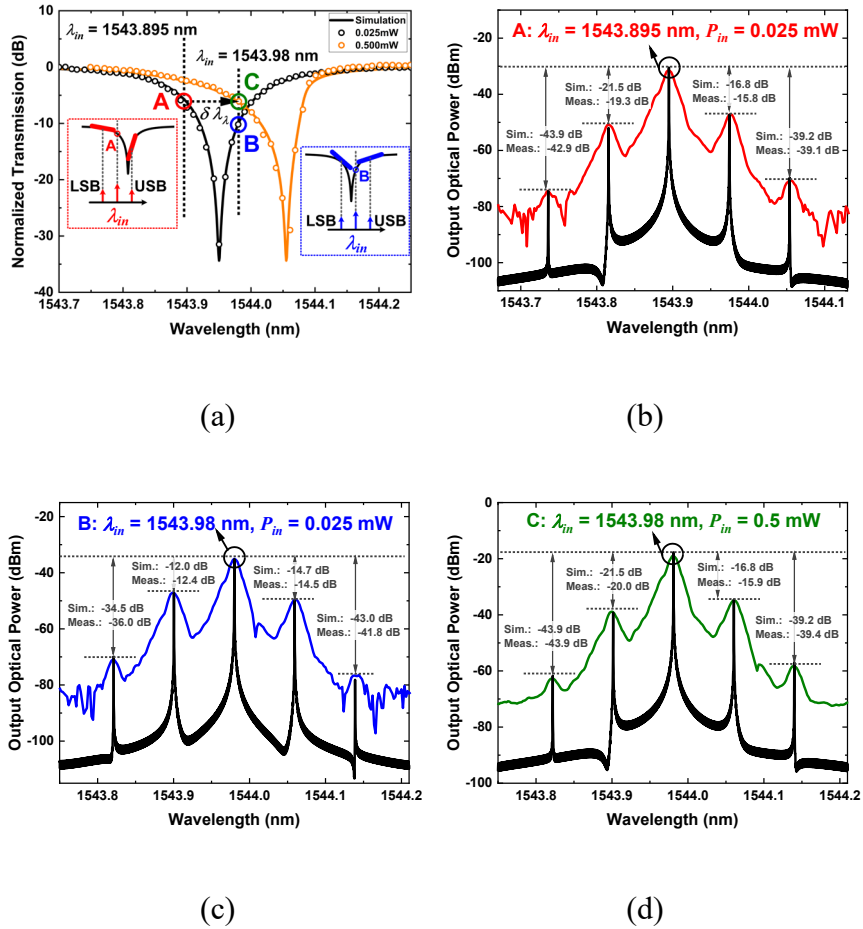 λin = 1543.895 nm
λin = 1543.98 nm
Simulation
0.025mW
0.500mW
Normalized Transmission (dB)
10
0
-10
-20
-30
-40
A
C
B
δ λλ
A
LSB
USB
λin
B
LSB
USB
λin
1543.7 1543.8 1543.9 1544.0 1544.1 1544.2
Wavelength (nm)
(a)
A: λin = 1543.895 nm, Pin = 0.025 mW
Output Optical Power (dBm)
-20
-40
-60
-80
-100
Sim.: -21.5 dB
Meas.: -19.3 dB
Sim.: -16.8 dB
Meas.: -15.8 dB
Sim.: -43.9 dB
Meas.: -42.9 dB
Sim.: -39.2 dB
Meas.: -39.1 dB
1543.7 1543.8 1543.9 1544.0 1544.1
Wavelength (nm)
(b)
B: λin = 1543.98 nm, Pin = 0.025 mW
Output Optical Power (dBm)
-20
-40
-60
-80
-100
Sim.: -12.0 dB
Meas.: -12.4 dB
Sim.: -14.7 dB
Meas.: -14.5 dB
Sim.: -34.5 dB
Meas.: -36.0 dB
Sim.: -43.0 dB
Meas.: -41.8 dB
1543.8 1543.9 1544.0 1544.1 1544.2
Wavelength (nm)
(c)
C: λin = 1543.98 nm, Pin = 0.5 mW
Output Optical Power (dBm)
0
-20
-40
-60
-80
-100
Sim.: -21.5 dB
Meas.: -20.0 dB
Sim.: -16.8 dB
Meas.: -15.9 dB
Sim.: -43.9 dB
Meas.: -43.9 dB
Sim.: -39.2 dB
Meas.: -39.4 dB
1543.8 1543.9 1544.0 1544.1 1544.2
Wavelength (nm)
(d)